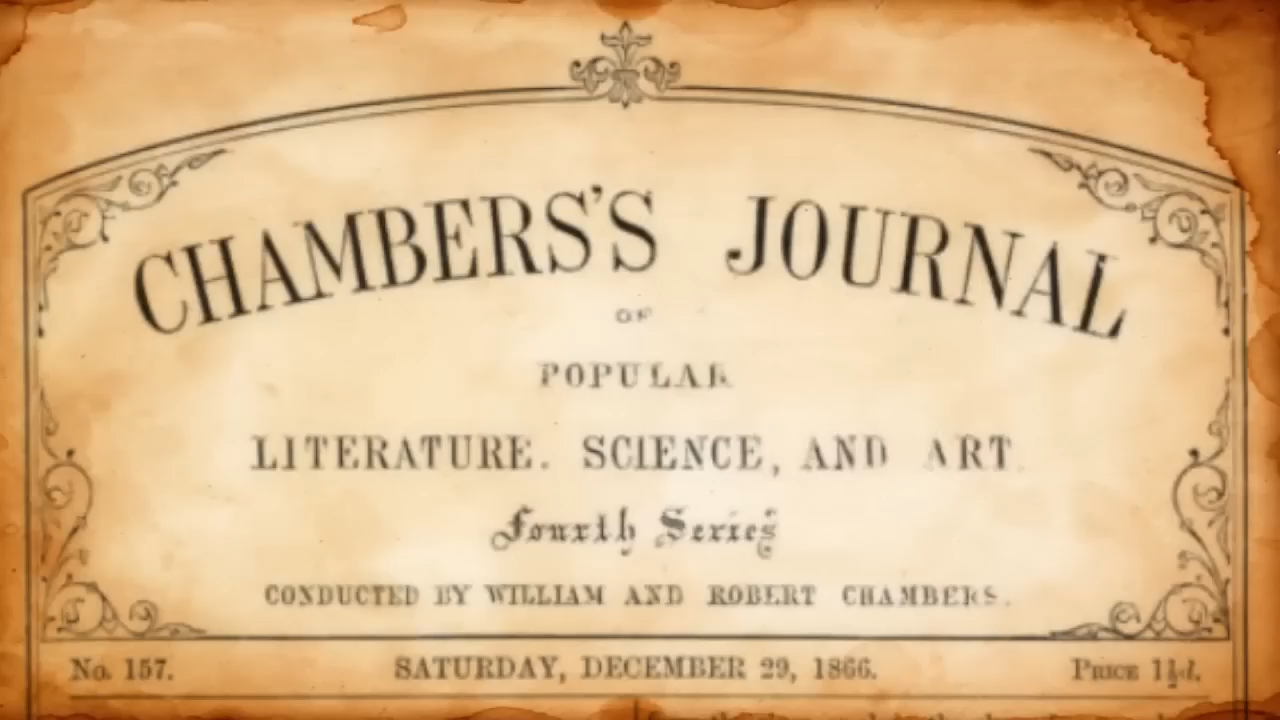 CHAMBERS'S JOURNAL
OF
POPULAR
LITERATURE, SCIENCE, AND ART
Fourth Series
CONDUCTED BY WILLIAM AND ROBERT CHAMBERS.
No. 157.
SATURDAY, DECEMBER 29, 1866.
PRICE 1½d.